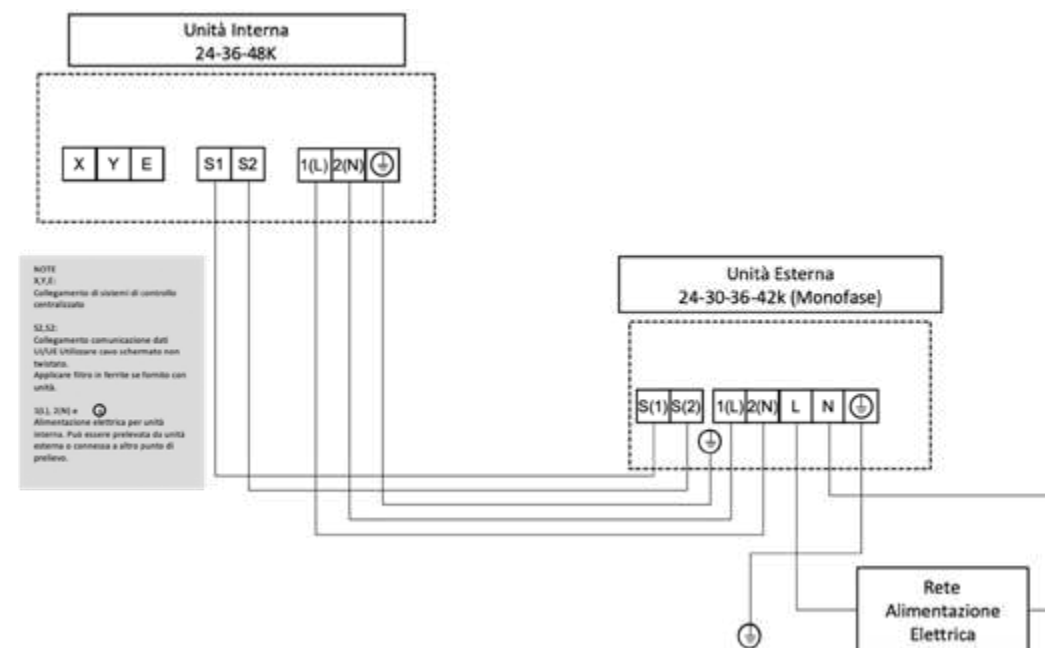 Unità Interna
24-36-48K
X Y E S1 S2 1(L) 2(N)
NOTE
X,Y,E:
Collegamento di sistemi di controllo
centralizzato
S2,S2:
Collegamento comunicazione dati
UI/UE Utilizzare cavo schermato non
twistato.
Applicare filtro in ferrite se fornito con
unità.
1(L), 2(N) e
Alimentazione elettrica per unità
interna. Può essere prelevata da unità
esterna o connessa a altro punto di
prelievo.
Unità Esterna
24-30-36-42k (Monofase)
S(1) S(2) 1(L) 2(N) L N
Rete
Alimentazione
Elettrica